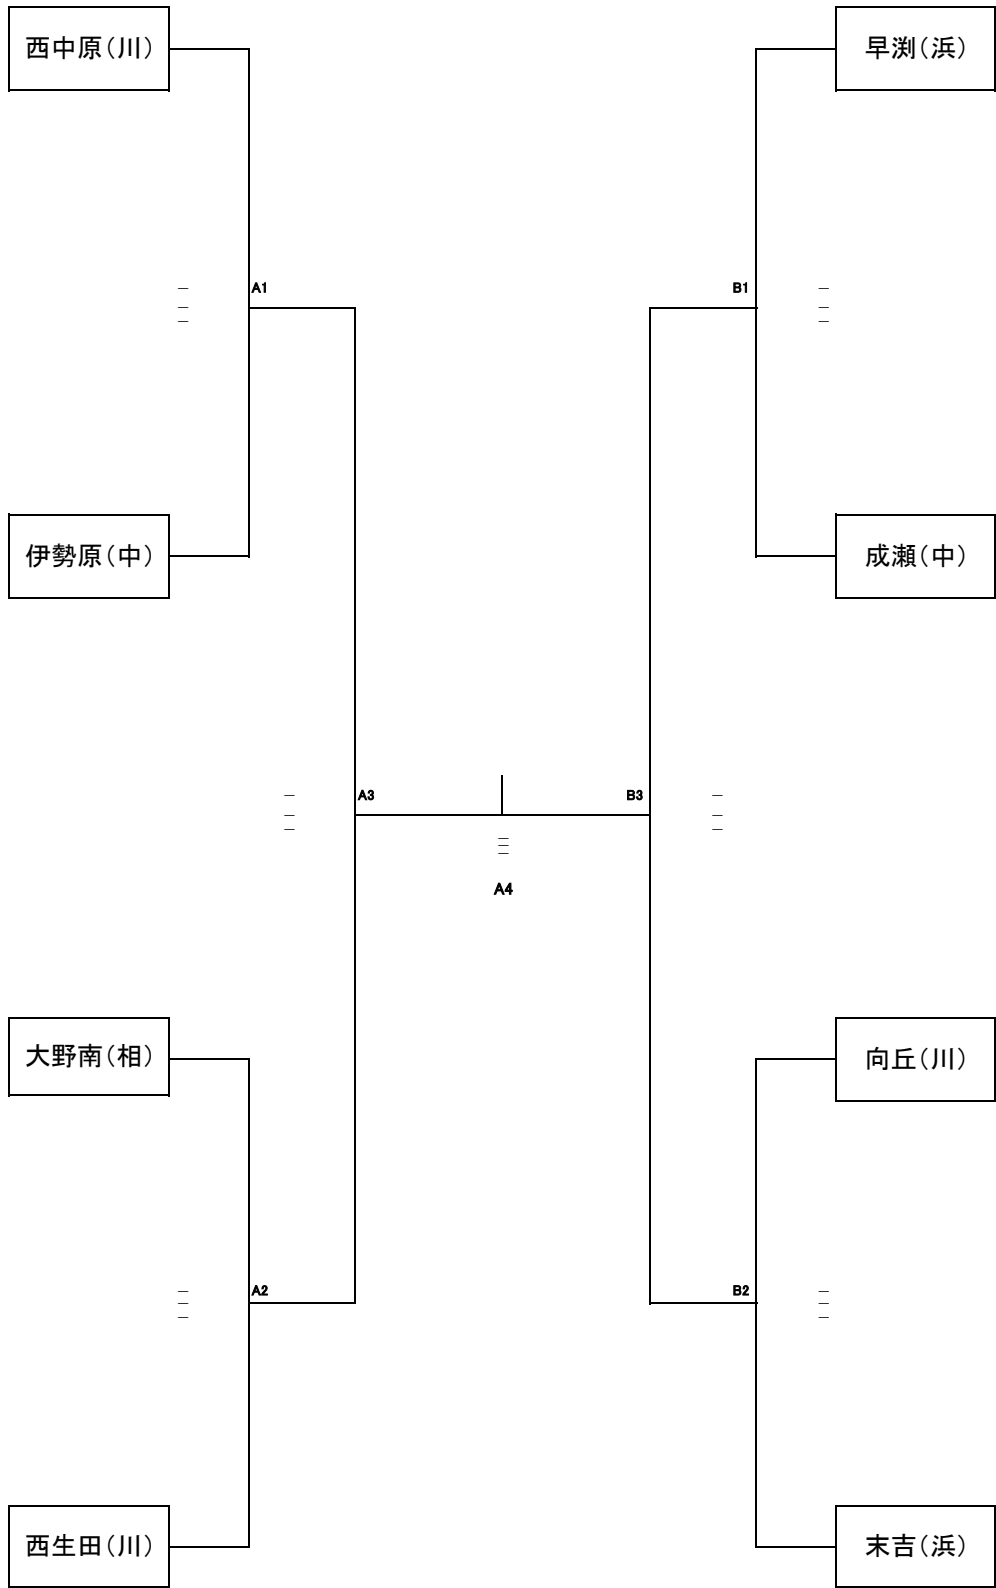 西中原（川）
早渕（浜）
A1
B1
伊勢原（中）
成瀬（中）
A3
B3
A4
大野南（相）
向丘（川）
A2
B2
西生田（川）
末吉（浜）